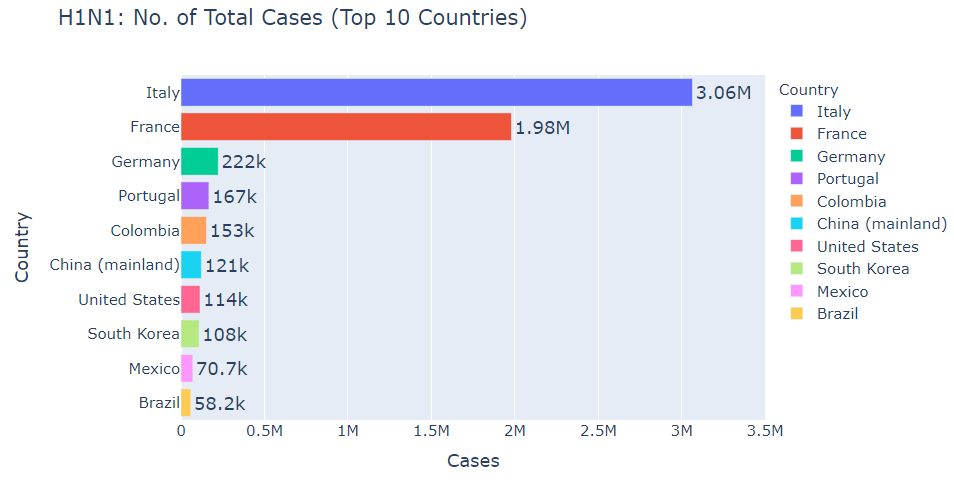 H1N1: No. of Total Cases (Top 10 Countries)
Country
Italy 3.06M
France 1.98M
Germany 222k
Portugal 167k
Colombia 153k
China (mainland) 121k
United States 114k
South Korea 108k
Mexico 70.7k
Brazil 58.2k
0 0.5M 1M 1.5M 2M 2.5M 3M 3.5M
Cases
Country
Italy
France
Germany
Portugal
Colombia
China (mainland)
United States
South Korea
Mexico
Brazil